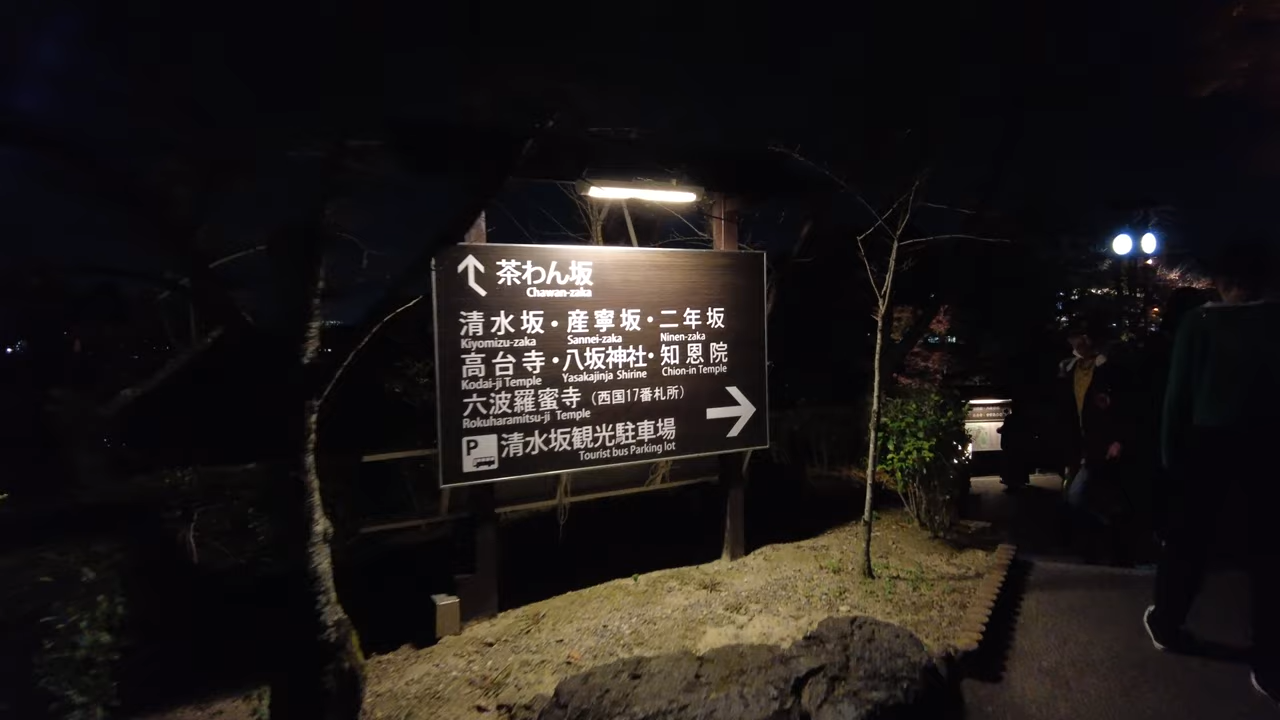 茶わん坂
Chawan-zaka
清水坂・産寧坂・二年坂
Kiyomizu-zaka Sannei-zaka Ninen-zaka
高台寺・八坂神社・知恩院
Kodai-ji Temple Yasakajinja Shirine Chion-in Temple
六波羅蜜寺（西国17番札所）
Rokuharamitsu-ji Temple
P 清水坂観光駐車場
Tourist bus Parking lot